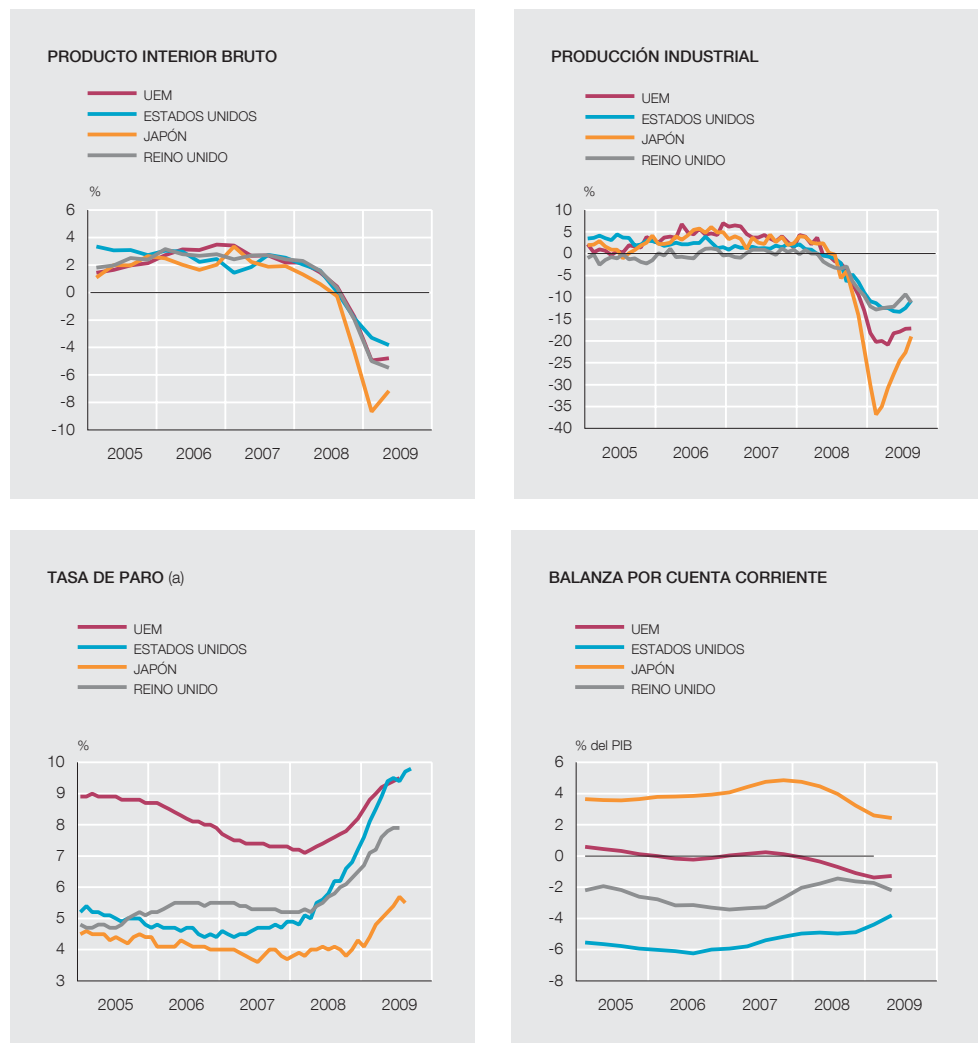 PRODUCTO INTERIOR BRUTO
UEM
ESTADOS UNIDOS
JAPÓN
REINO UNIDO
%
6
4
2
0
-2
-4
-6
-8
-10
2005 2006 2007 2008 2009
PRODUCCIÓN INDUSTRIAL
UEM
ESTADOS UNIDOS
JAPÓN
REINO UNIDO
%
10
5
0
-5
-10
-15
-20
-25
-30
-35
-40
2005 2006 2007 2008 2009
TASA DE PARO (a)
UEM
ESTADOS UNIDOS
JAPÓN
REINO UNIDO
%
10
9
8
7
6
5
4
3
2005 2006 2007 2008 2009
BALANZA POR CUENTA CORRIENTE
UEM
ESTADOS UNIDOS
JAPÓN
REINO UNIDO
% del PIB
6
4
2
0
-2
-4
-6
-8
2005 2006 2007 2008 2009